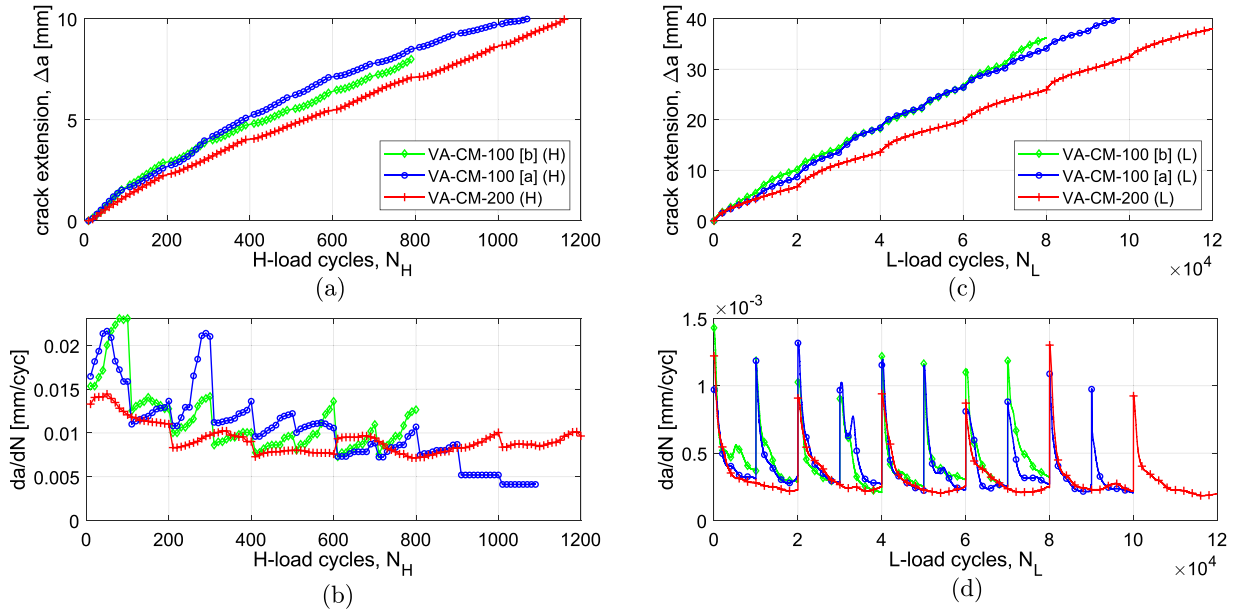 crack extension, Δa [mm]
10
5
0
VA-CM-100 [b] (H)
VA-CM-100 [a] (H)
VA-CM-200 (H)
0 200 400 600 800 1000 1200
H-load cycles, N_H
(a)
crack extension, Δa [mm]
40
30
20
10
0
VA-CM-100 [b] (L)
VA-CM-100 [a] (L)
VA-CM-200 (L)
0 2 4 6 8 10 12
L-load cycles, N_L
×10^4
(c)
da/dN [mm/cyc]
0.02
0.015
0.01
0.005
0
0 200 400 600 800 1000 1200
H-load cycles, N_H
(b)
×10^-3
da/dN [mm/cyc]
1.5
1
0.5
0
0 2 4 6 8 10 12
L-load cycles, N_L
×10^4
(d)